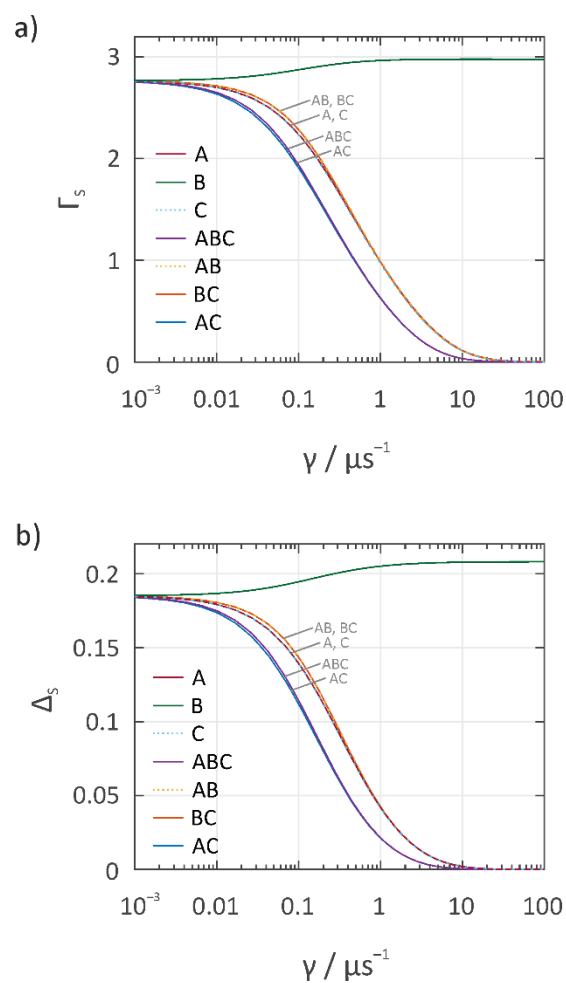 a)
Γₛ
3
2
1
0
AB, BC
A, C
ABC
AC
A
B
C
ABC
AB
BC
AC
10⁻³ 0.01 0.1 1 10 100
γ / μs⁻¹
b)
Δₛ
0.2
0.15
0.1
0.05
0
AB, BC
A, C
ABC
AC
A
B
C
ABC
AB
BC
AC
10⁻³ 0.01 0.1 1 10 100
γ / μs⁻¹